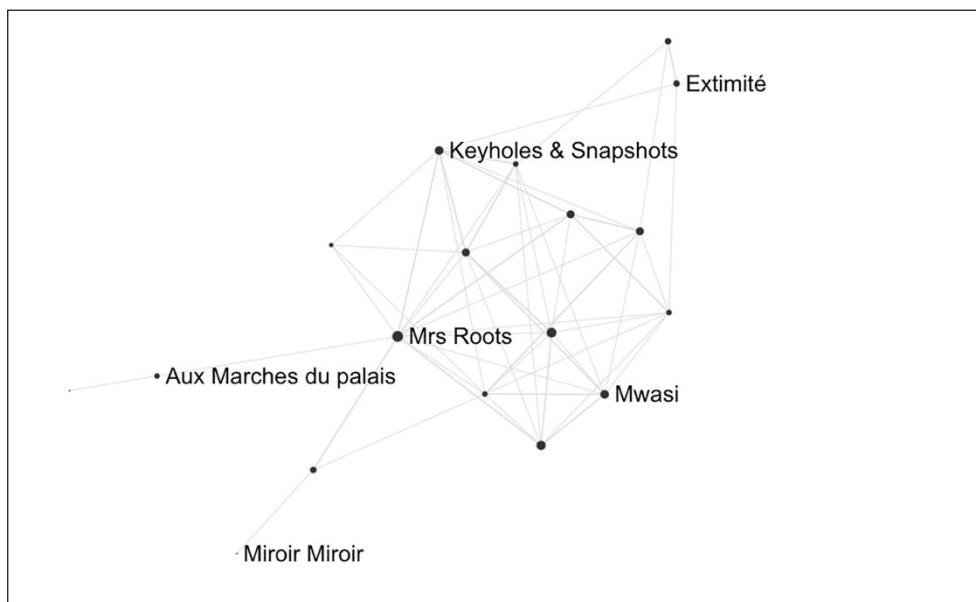 Extimité
Keyholes & Snapshots
Mrs Roots
Aux Marches du palais
Mwasi
Miroir Miroir